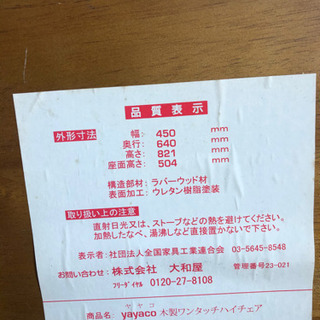 品質表示
外形寸法
幅: 450 mm
奥行: 640 mm
高さ: 821 mm
座面高さ: 504 mm
構造部材: ラバーウッド材
表面加工: ウレタン樹脂塗装
取り扱い上の注意
直射日光又は、ストーブなどの熱を避けてください。
加熱したなべ、湯沸しなど直接置かないで下さい。
表示者: 社団法人全国家具工業連合会 03-5645-8548
お問い合わせ: 株式会社 大和屋 管理番号23-021
フリーダイヤル 0120-27-8108
ヤヤコ
商品名: yayaco 木製ワンタッチハイチェア